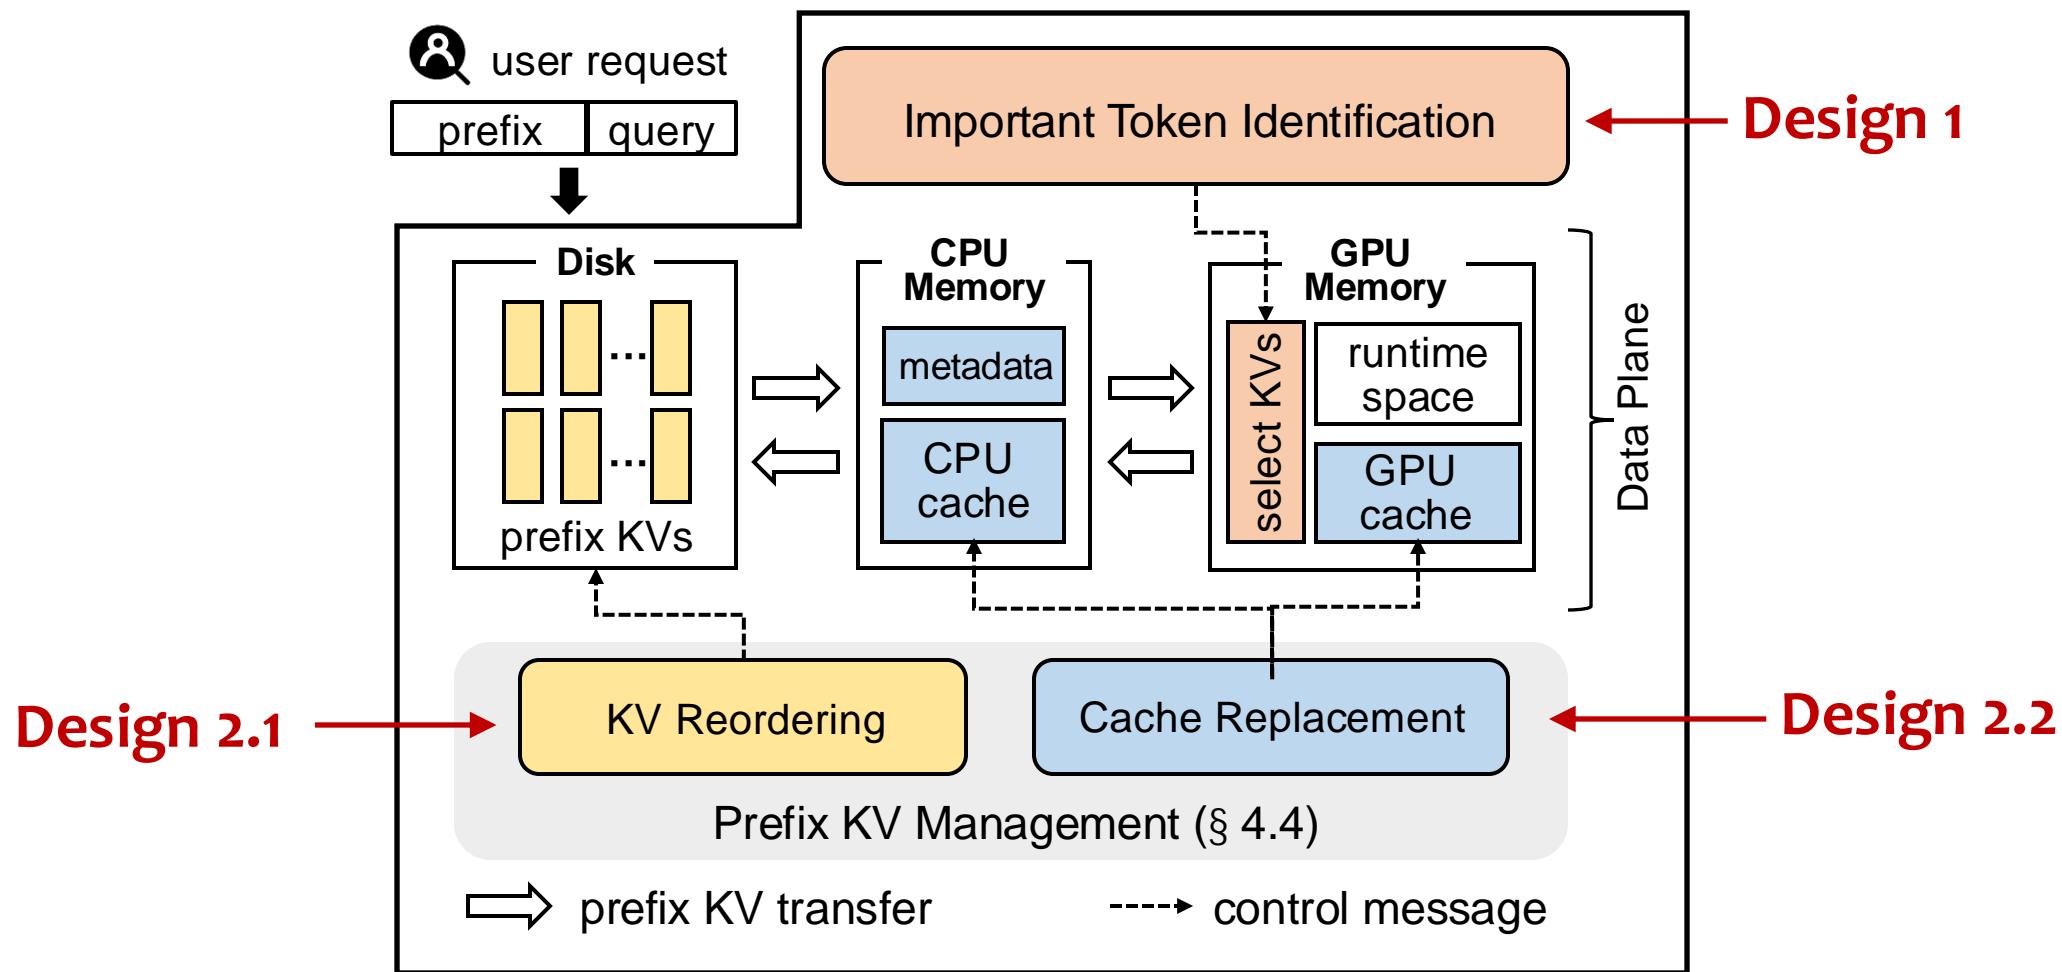 user request
prefix
query
Important Token Identification
Design 1
Disk
prefix KVs
CPU
Memory
metadata
CPU
cache
GPU
Memory
select KVs
runtime
space
GPU
cache
Data Plane
KV Reordering
Cache Replacement
Design 2.1
Design 2.2
Prefix KV Management (§ 4.4)
prefix KV transfer
control message